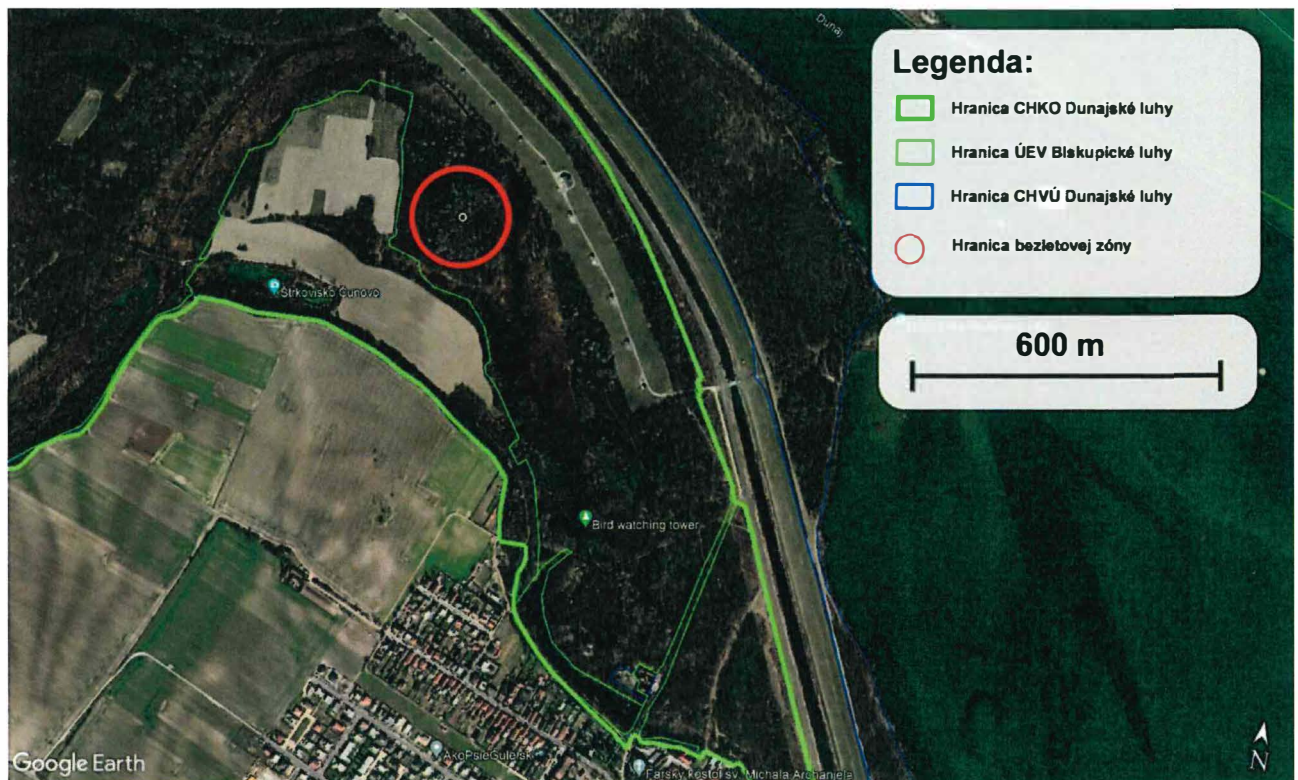 Dunaj
Legenda:
Hranica CHKO Dunajské luhy
Hranica ÚEV Biskupické luhy
Hranica CHVÚ Dunajské luhy
Hranica bezletovej zóny
600 m
Štrkovisko Čunovo
Bird watching tower
AkoPsieGuleľsk
Farský kostol sv. Michala Archanjela
Google Earth
N